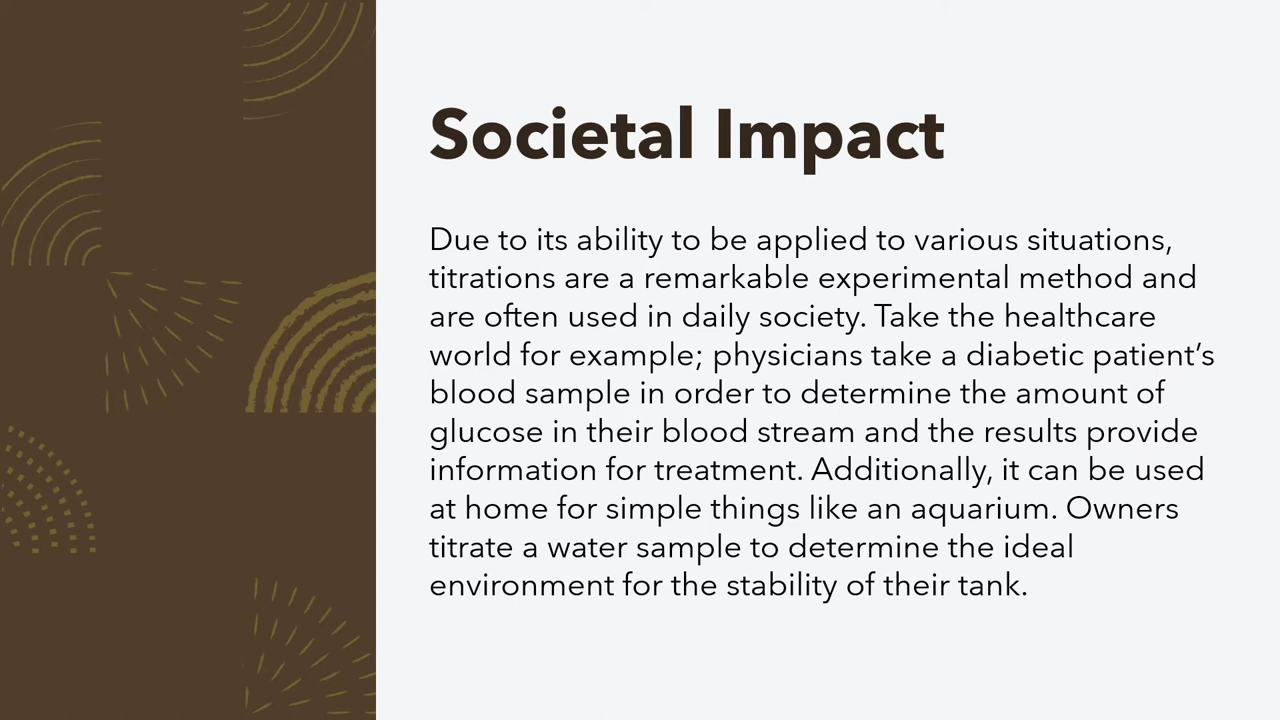 Societal Impact
Due to its ability to be applied to various situations,
titrations are a remarkable experimental method and
are often used in daily society. Take the healthcare
world for example; physicians take a diabetic patient’s
blood sample in order to determine the amount of
glucose in their blood stream and the results provide
information for treatment. Additionally, it can be used
at home for simple things like an aquarium. Owners
titrate a water sample to determine the ideal
environment for the stability of their tank.